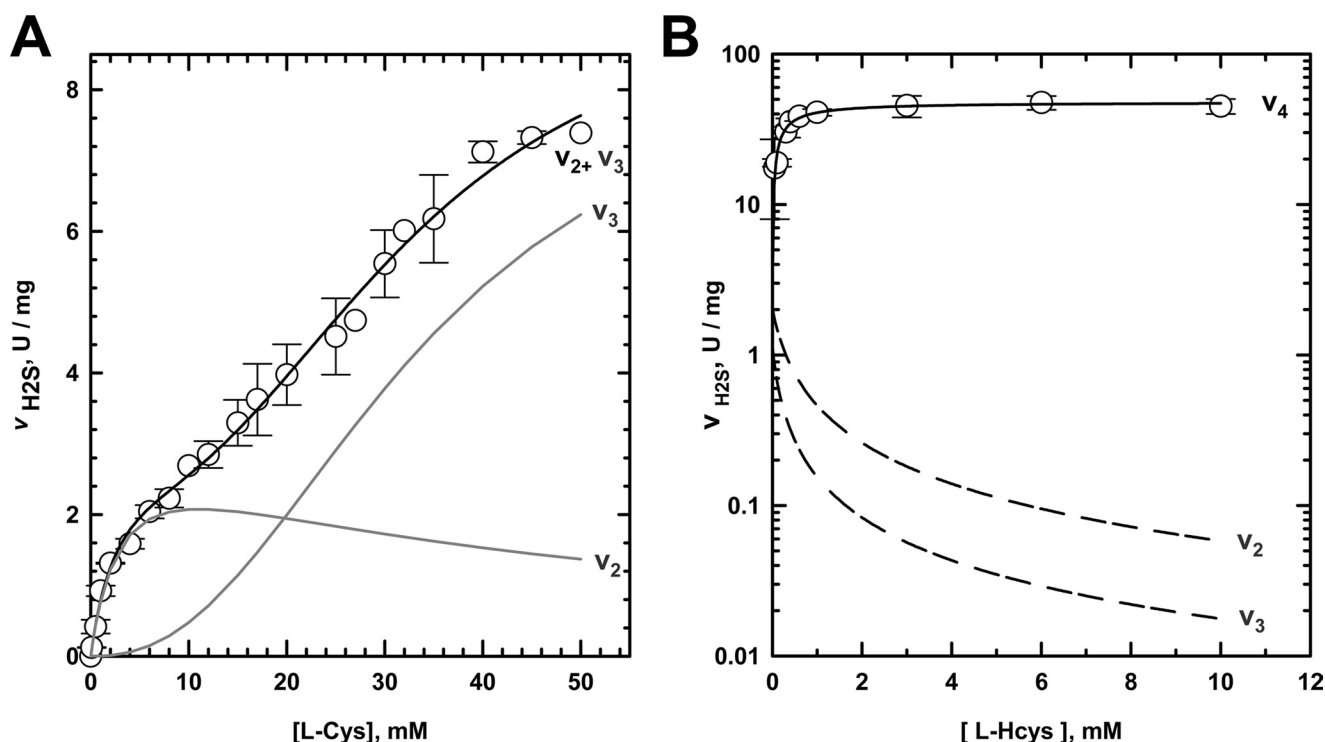 A
8
6
4
2
0
v H2S, U / mg
v2+ v3
v3
v2
0 10 20 30 40 50
[L-Cys], mM
B
100
10
1
0.1
0.01
v H2S, U / mg
v4
v2
v3
0 2 4 6 8 10 12
[ L-Hcys ], mM